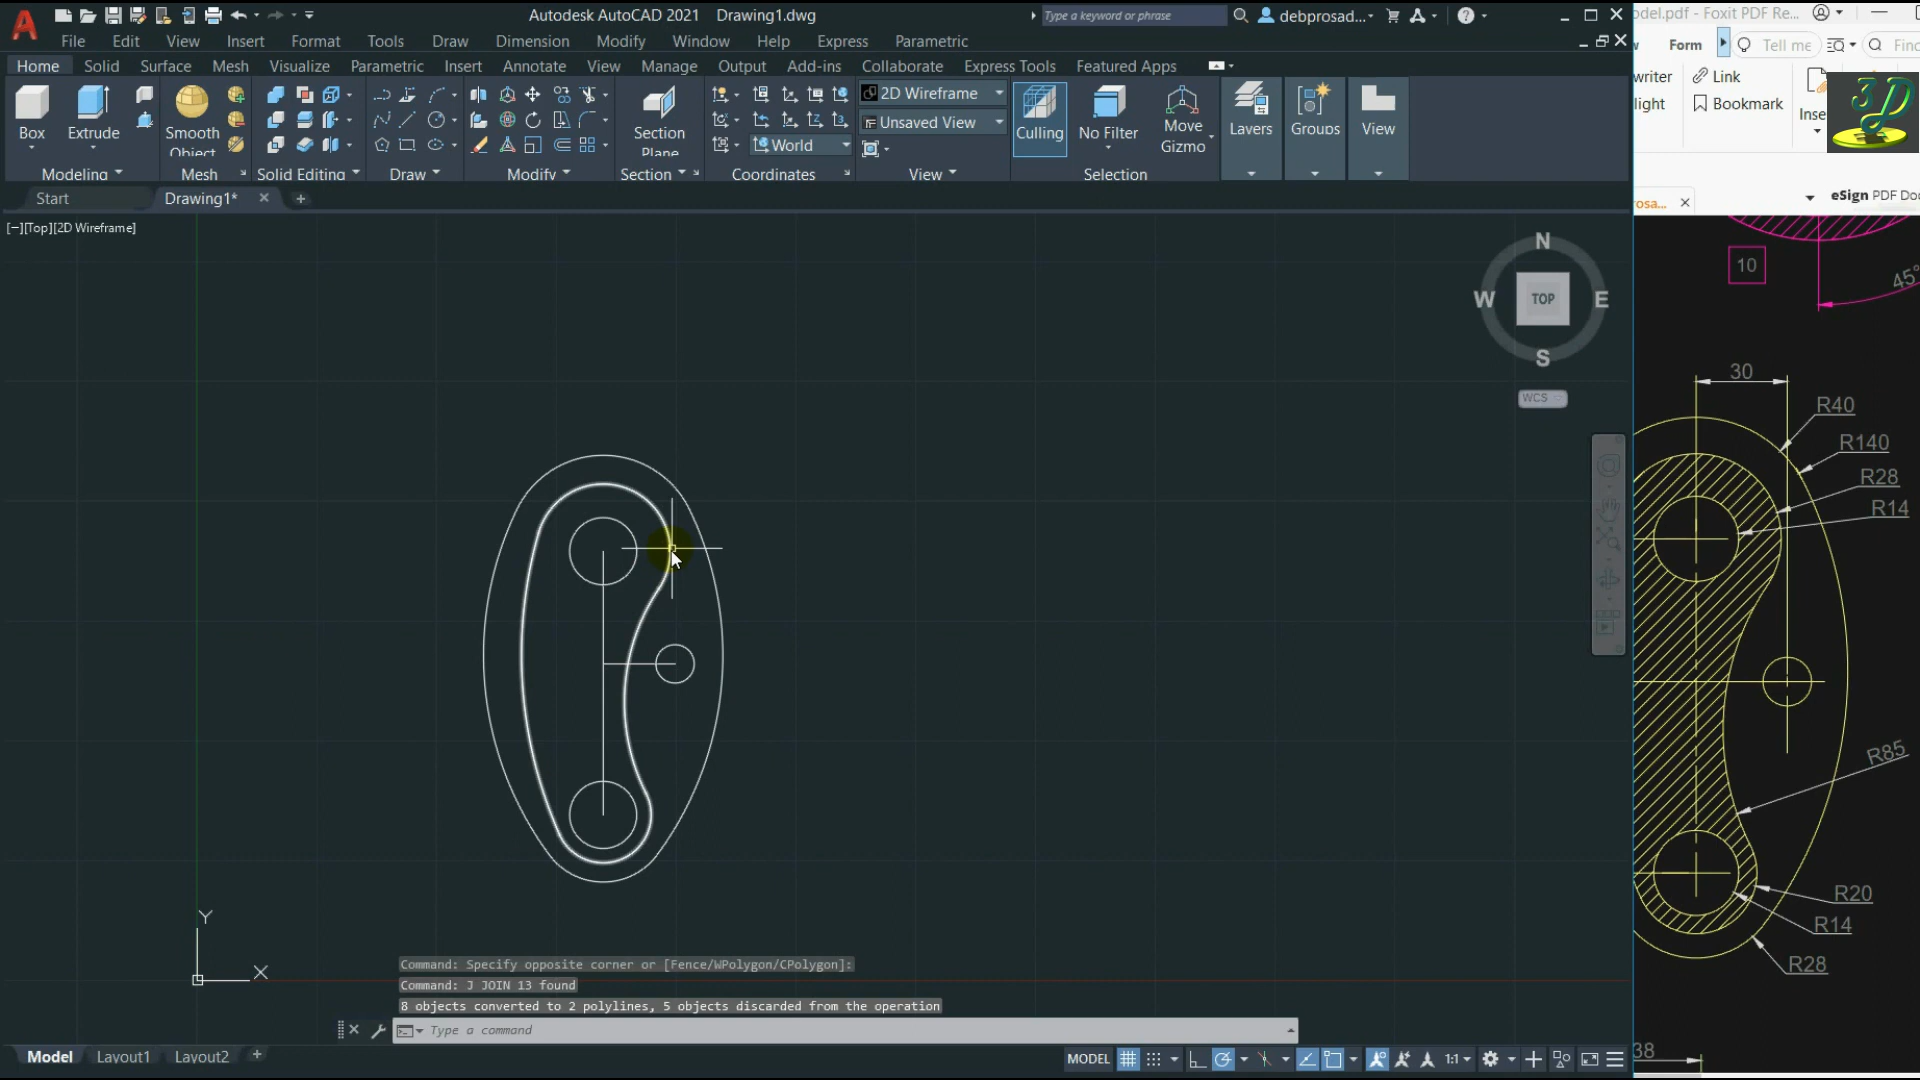 Autodesk AutoCAD 2021 Drawing1.dwg
Type a keyword or phrase
debprosad...
File Edit View Insert Format Tools Draw Dimension Modify Window Help Express Parametric
Home Solid Surface Mesh Visualize Parametric Insert Annotate View Manage Output Add-ins Collaborate Express Tools Featured Apps
Box
Extrude
Smooth
Object
Section
Plane
World
2D Wireframe
Unsaved View
Culling
No Filter
Move
Gizmo
Layers
Groups
View
Modeling Mesh Solid Editing Draw Modify Section Coordinates View Selection
Start Drawing1*
[−][Top][2D Wireframe]
N
W TOP E
S
WCS
Y
X
Command: Specify opposite corner or [Fence/WPolygon/CPolygon]:
Command: J JOIN 13 found
8 objects converted to 2 polylines, 5 objects discarded from the operation
Type a command
Model Layout1 Layout2
MODEL
1:1
odel.pdf - Foxit PDF Re...
Form
Tell me
Find
writer
Link
light
Bookmark
Inse
3D
rosa...
eSign PDF Doc
10
45°
30
R40
R140
R28
R14
R85
R20
R14
R28
38